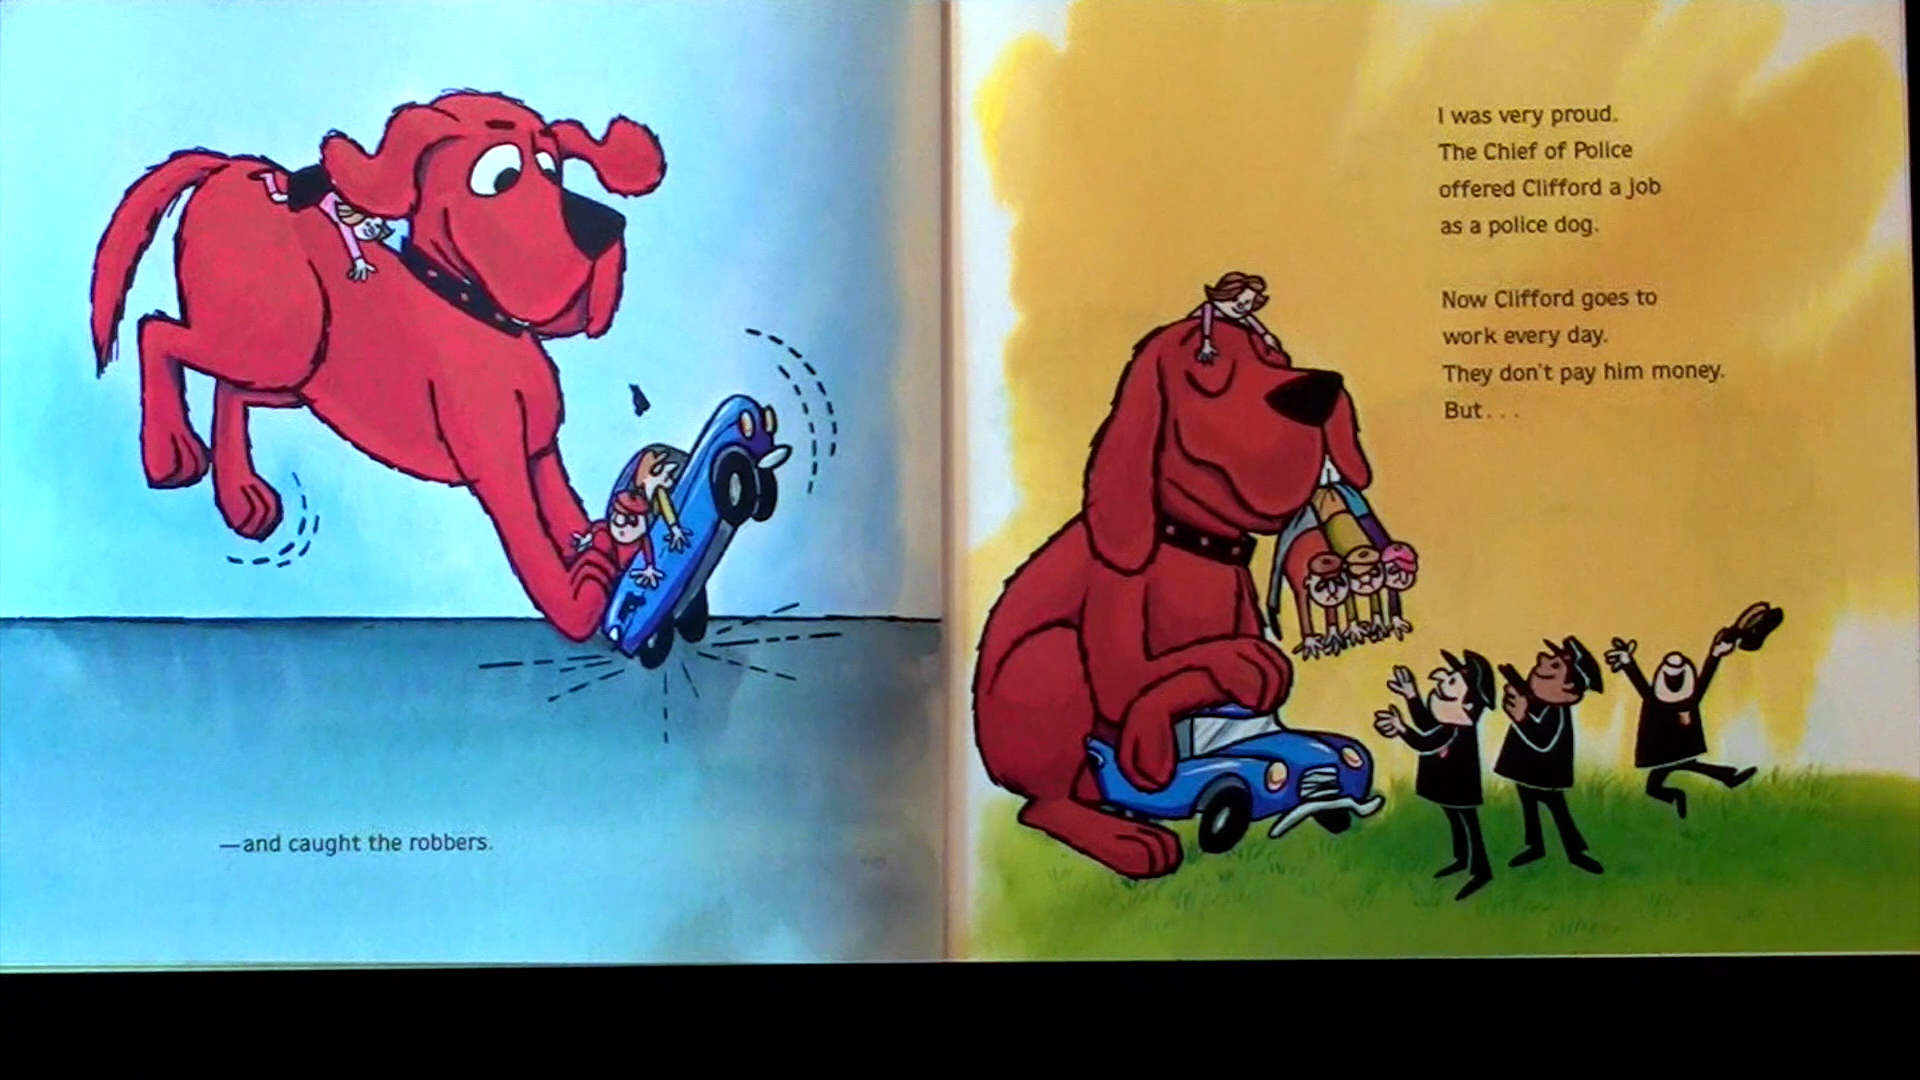 —and caught the robbers.
I was very proud.
The Chief of Police
offered Clifford a job
as a police dog.
Now Clifford goes to
work every day.
They don't pay him money.
But . . .